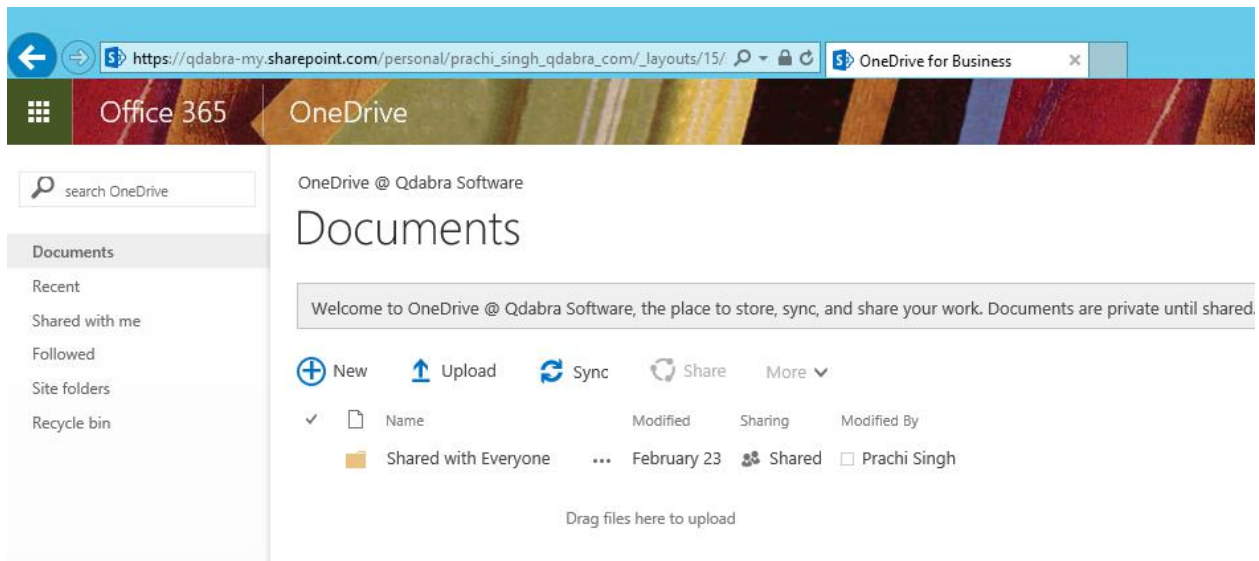 https://qdabra-my.sharepoint.com/personal/prachi_singh_qdabra_com/_layouts/15/ OneDrive for Business
Office 365 OneDrive
search OneDrive
Documents
Recent
Shared with me
Followed
Site folders
Recycle bin
OneDrive @ Qdabra Software
Documents
Welcome to OneDrive @ Qdabra Software, the place to store, sync, and share your work. Documents are private until shared.
New Upload Sync Share More
Name Modified Sharing Modified By
Shared with Everyone ... February 23 Shared Prachi Singh
Drag files here to upload